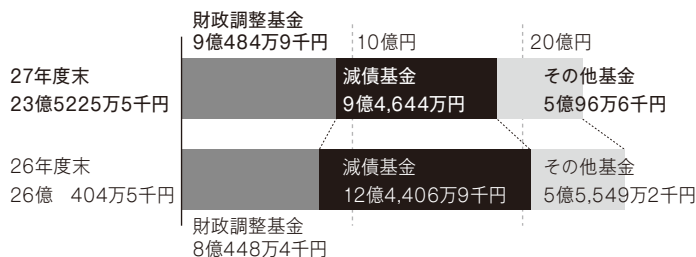 財政調整基金
9億484万9千円
10億円
20億円
27年度末
23億5225万5千円
減債基金
9億4,644万円
その他基金
5億96万6千円
26年度末
26億　404万5千円
減債基金
12億4,406万9千円
その他基金
5億5,549万2千円
財政調整基金
8億448万4千円